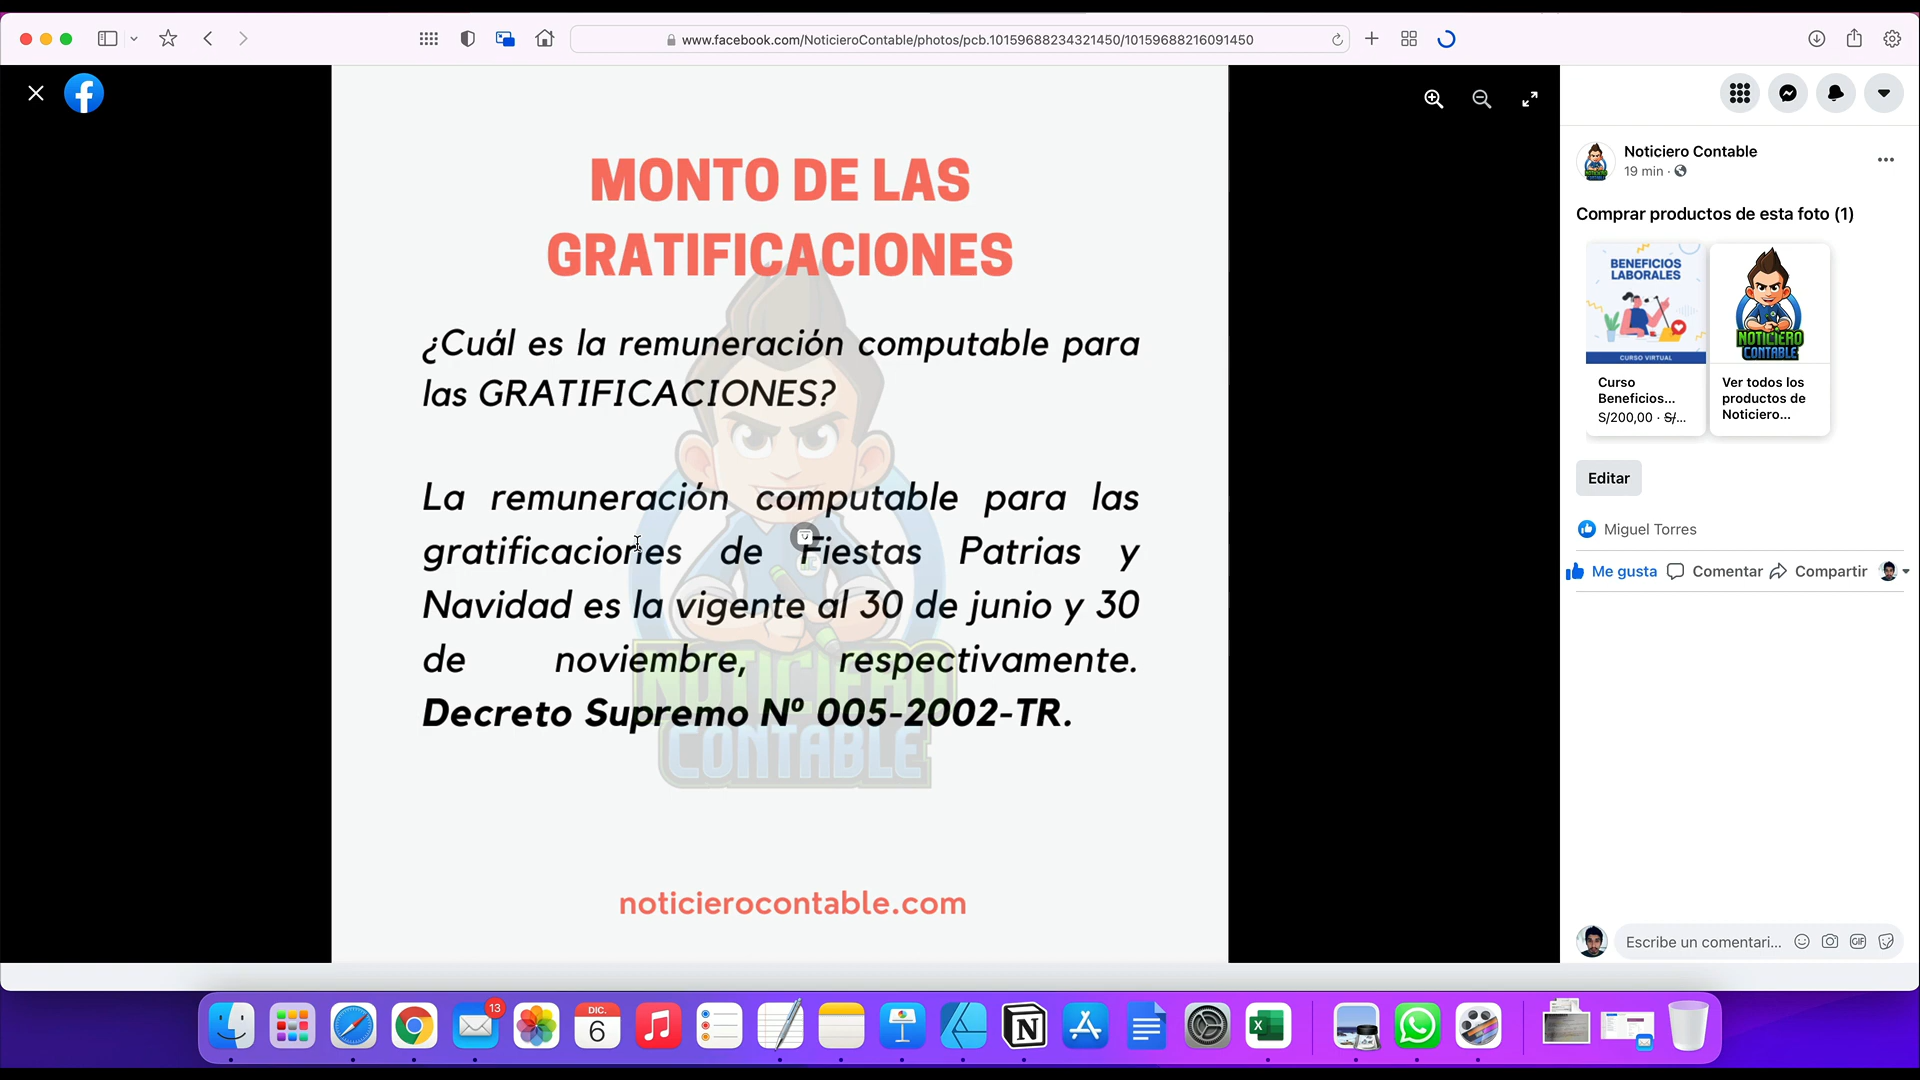 www.facebook.com/NoticieroContable/photos/pcb.10159688234321450/10159688216091450
MONTO DE LAS
GRATIFICACIONES
¿Cuál es la remuneración computable para
las GRATIFICACIONES?
La remuneración computable para las
gratificaciones de Fiestas Patrias y
Navidad es la vigente al 30 de junio y 30
de noviembre, respectivamente.
Decreto Supremo Nº 005-2002-TR.
NOTICIERO
CONTABLE
noticierocontable.com
Noticiero Contable
19 min ·
Comprar productos de esta foto (1)
BENEFICIOS
LABORALES
CURSO VIRTUAL
NOTICIERO
CONTABLE
Curso
Beneficios...
S/200,00 · S/...
Ver todos los
productos de
Noticiero...
Editar
Miguel Torres
Me gusta Comentar Compartir
Escribe un comentari...
GIF
13
DIC.
6